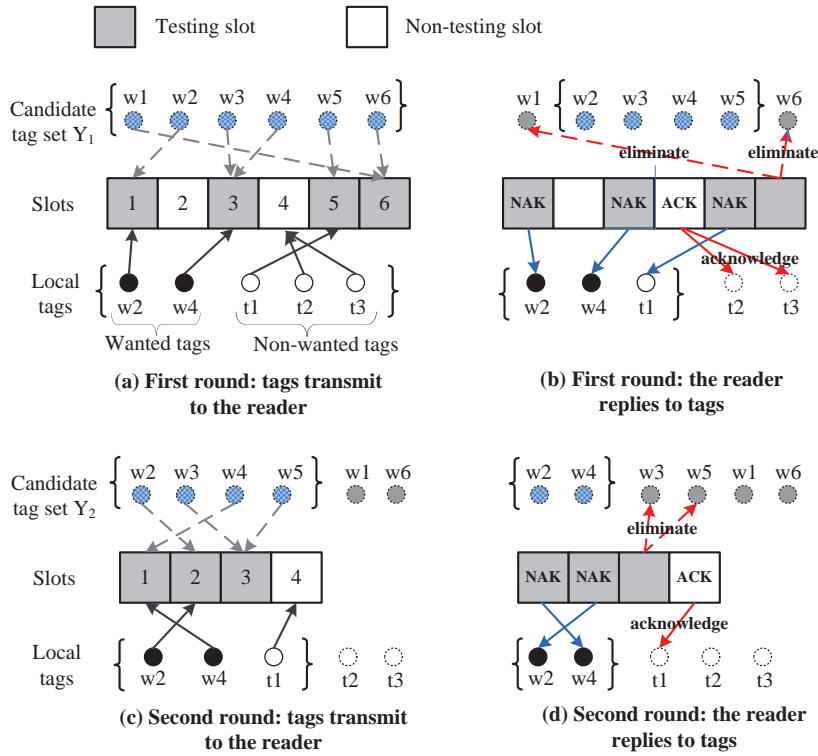 Testing slot
Non-testing slot
w1 w2 w3 w4 w5 w6
Candidate
tag set Y1
Slots
1 2 3 4 5 6
Local
tags
w2 w4 t1 t2 t3
Wanted tags
Non-wanted tags
(a) First round: tags transmit
to the reader
w1 w2 w3 w4 w5 w6
eliminate
eliminate
NAK NAK ACK NAK
acknowledge
w2 w4 t1 t2 t3
(b) First round: the reader
replies to tags
w2 w3 w4 w5 w1 w6
Candidate
tag set Y2
Slots
1 2 3 4
Local
tags
w2 w4 t1 t2 t3
(c) Second round: tags transmit
to the reader
w2 w4 w3 w5 w1 w6
eliminate
NAK NAK ACK
acknowledge
w2 w4 t1 t2 t3
(d) Second round: the reader
replies to tags